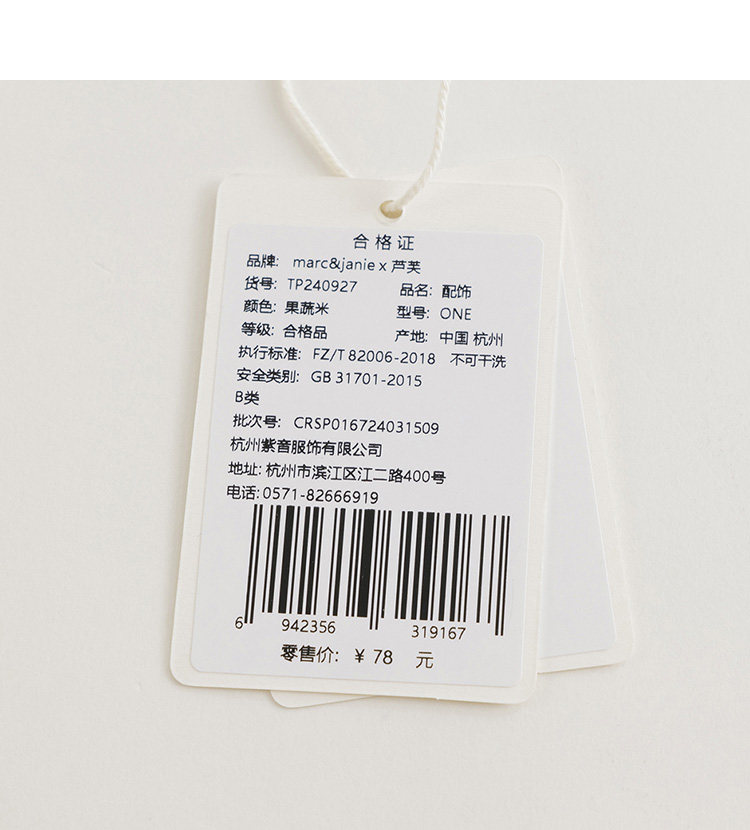 合格证
品牌: marc&janie x 芦芙
货号: TP240927 品名: 配饰
颜色: 果蔬米 型号: ONE
等级: 合格品 产地: 中国 杭州
执行标准: FZ/T 82006-2018 不可干洗
安全类别: GB 31701-2015
B类
批次号: CRSP016724031509
杭州紫音服饰有限公司
地址: 杭州市滨江区江二路400号
电话: 0571-82666919
6 942356 319167
零售价: ¥ 78 元